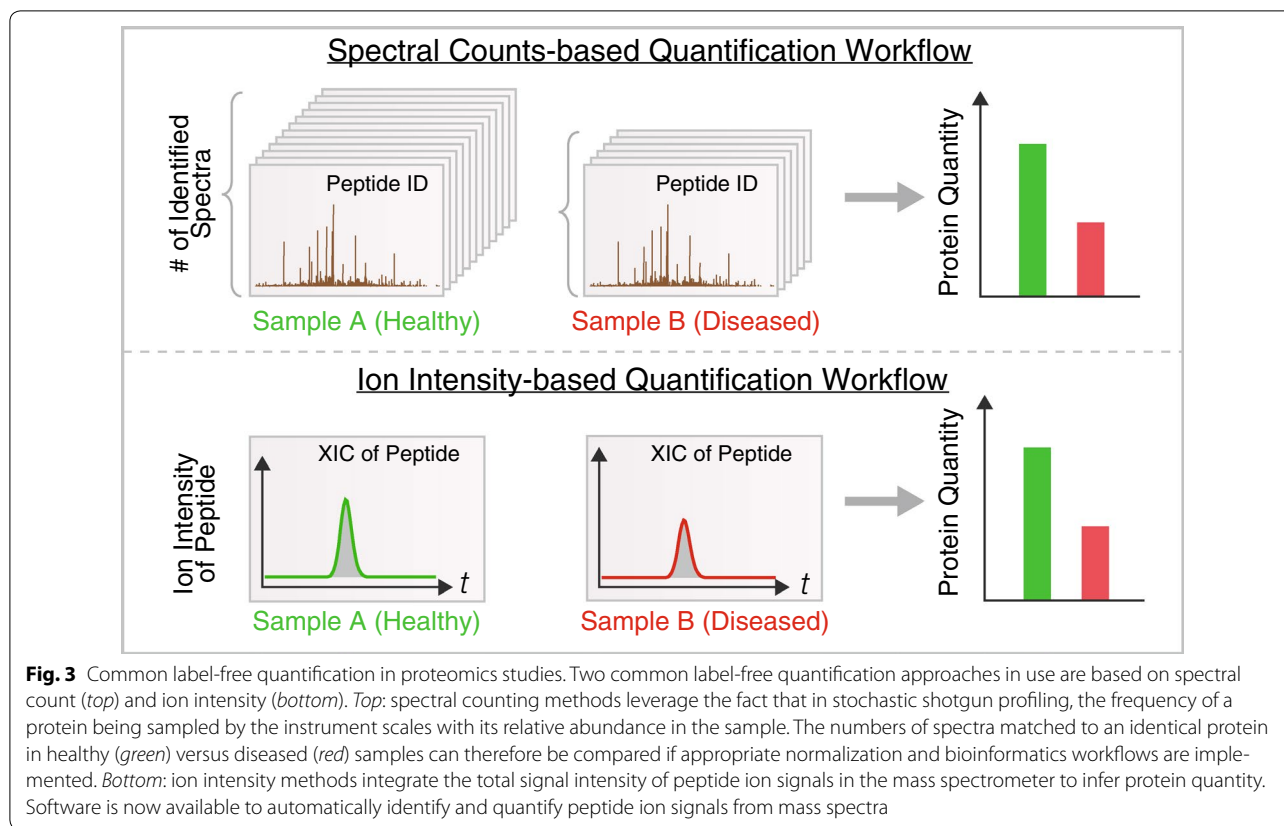 Spectral Counts-based Quantification Workflow
# of Identified
Spectra
Peptide ID
Peptide ID
Sample A (Healthy)
Sample B (Diseased)
Protein Quantity
Ion Intensity-based Quantification Workflow
Ion Intensity
of Peptide
XIC of Peptide
t
XIC of Peptide
t
Sample A (Healthy)
Sample B (Diseased)
Protein Quantity
Fig. 3 Common label-free quantification in proteomics studies. Two common label-free quantification approaches in use are based on spectral
count (top) and ion intensity (bottom). Top: spectral counting methods leverage the fact that in stochastic shotgun profiling, the frequency of a
protein being sampled by the instrument scales with its relative abundance in the sample. The numbers of spectra matched to an identical protein
in healthy (green) versus diseased (red) samples can therefore be compared if appropriate normalization and bioinformatics workflows are imple-
mented. Bottom: ion intensity methods integrate the total signal intensity of peptide ion signals in the mass spectrometer to infer protein quantity.
Software is now available to automatically identify and quantify peptide ion signals from mass spectra